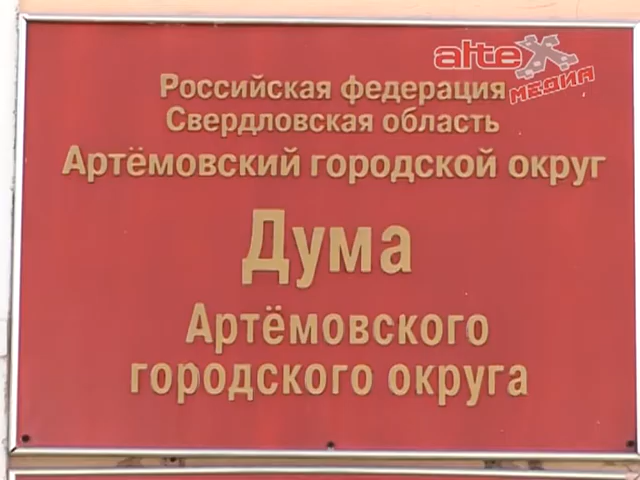 altex
МЕДИА
Российская федерация
Свердловская область
Артёмовский городской округ
Дума
Артёмовского
городского округа